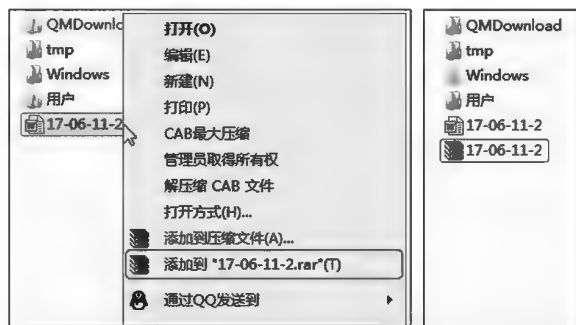 QMDownlc
tmp
Windows
用户
17-06-11-2
打开(O)
编辑(E)
新建(N)
打印(P)
CAB最大压缩
管理员取得所有权
解压缩 CAB 文件
打开方式(H)...
添加到压缩文件(A)...
添加到 "17-06-11-2.rar"(T)
通过QQ发送到
QMDownload
tmp
Windows
用户
17-06-11-2
17-06-11-2